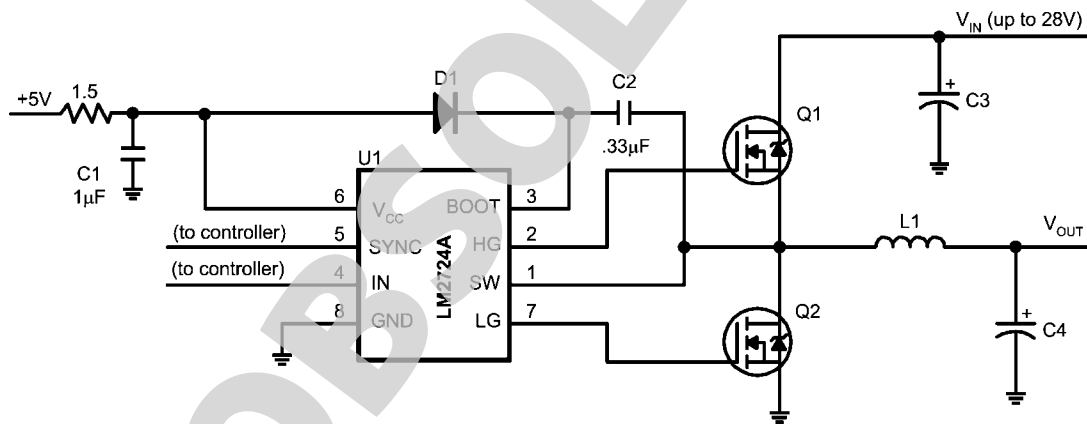 V_IN (up to 28V)
D1
C2
+5V
1.5
C3
Q1
.33µF
C1
1µF
U1
6
V_CC
BOOT
3
(to controller)
5
SYNC
HG
2
L1
V_OUT
(to controller)
4
IN
LM2724A
SW
1
8
GND
LG
7
Q2
C4
+
+
OBSOL